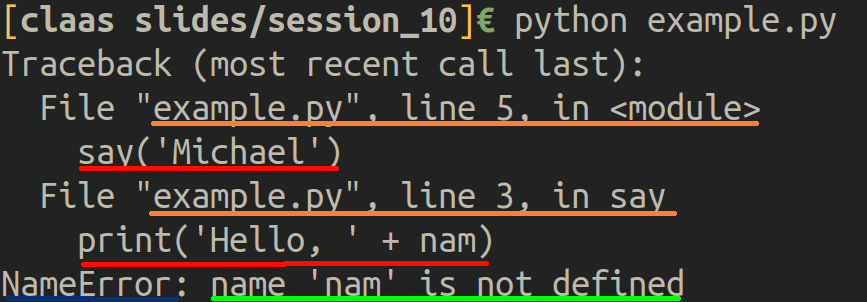 [claas slides/session_10]€ python example.py
Traceback (most recent call last):
  File "example.py", line 5, in <module>
    say('Michael')
  File "example.py", line 3, in say
    print('Hello, ' + nam)
NameError: name 'nam' is not defined